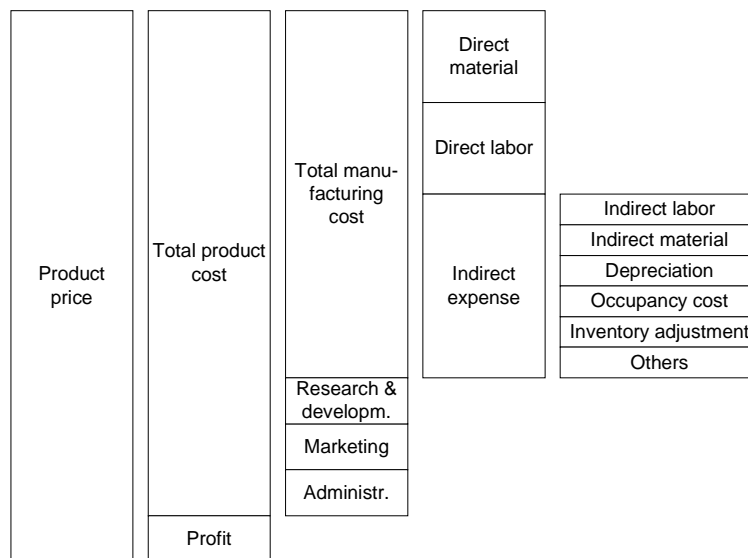 Product
price
Total product
cost
Profit
Total manu-
facturing
cost
Research &
developm.
Marketing
Administr.
Direct
material
Direct labor
Indirect
expense
Indirect labor
Indirect material
Depreciation
Occupancy cost
Inventory adjustment
Others